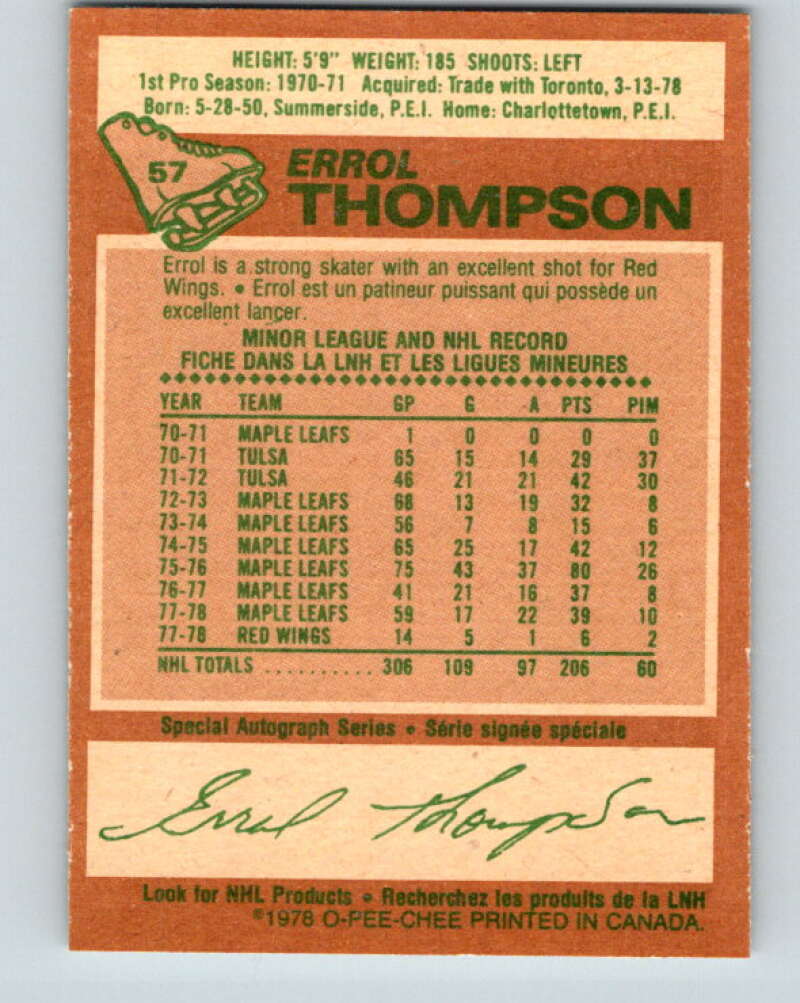 HEIGHT: 5'9" WEIGHT: 185 SHOOTS: LEFT
1st Pro Season: 1970-71 Acquired: Trade with Toronto, 3-13-78
Born: 5-28-50, Summerside, P.E.I. Home: Charlottetown, P.E.I.
57
ERROL
THOMPSON
Errol is a strong skater with an excellent shot for Red
Wings. • Errol est un patineur puissant qui possède un
excellent lancer.
MINOR LEAGUE AND NHL RECORD
FICHE DANS LA LNH ET LES LIGUES MINEURES
YEAR TEAM GP G A PTS PIM
70-71 MAPLE LEAFS 1 0 0 0 0
70-71 TULSA 65 15 14 29 37
71-72 TULSA 46 21 21 42 30
72-73 MAPLE LEAFS 68 13 19 32 8
73-74 MAPLE LEAFS 56 7 8 15 6
74-75 MAPLE LEAFS 65 25 17 42 12
75-76 MAPLE LEAFS 75 43 37 80 26
76-77 MAPLE LEAFS 41 21 16 37 8
77-78 MAPLE LEAFS 59 17 22 39 10
77-78 RED WINGS 14 5 1 6 2
NHL TOTALS .......... 306 109 97 206 60
Special Autograph Series • Série signée spéciale
Errol Thompson
Look for NHL Products • Recherchez les produits de la LNH
©1978 O-PEE-CHEE PRINTED IN CANADA.